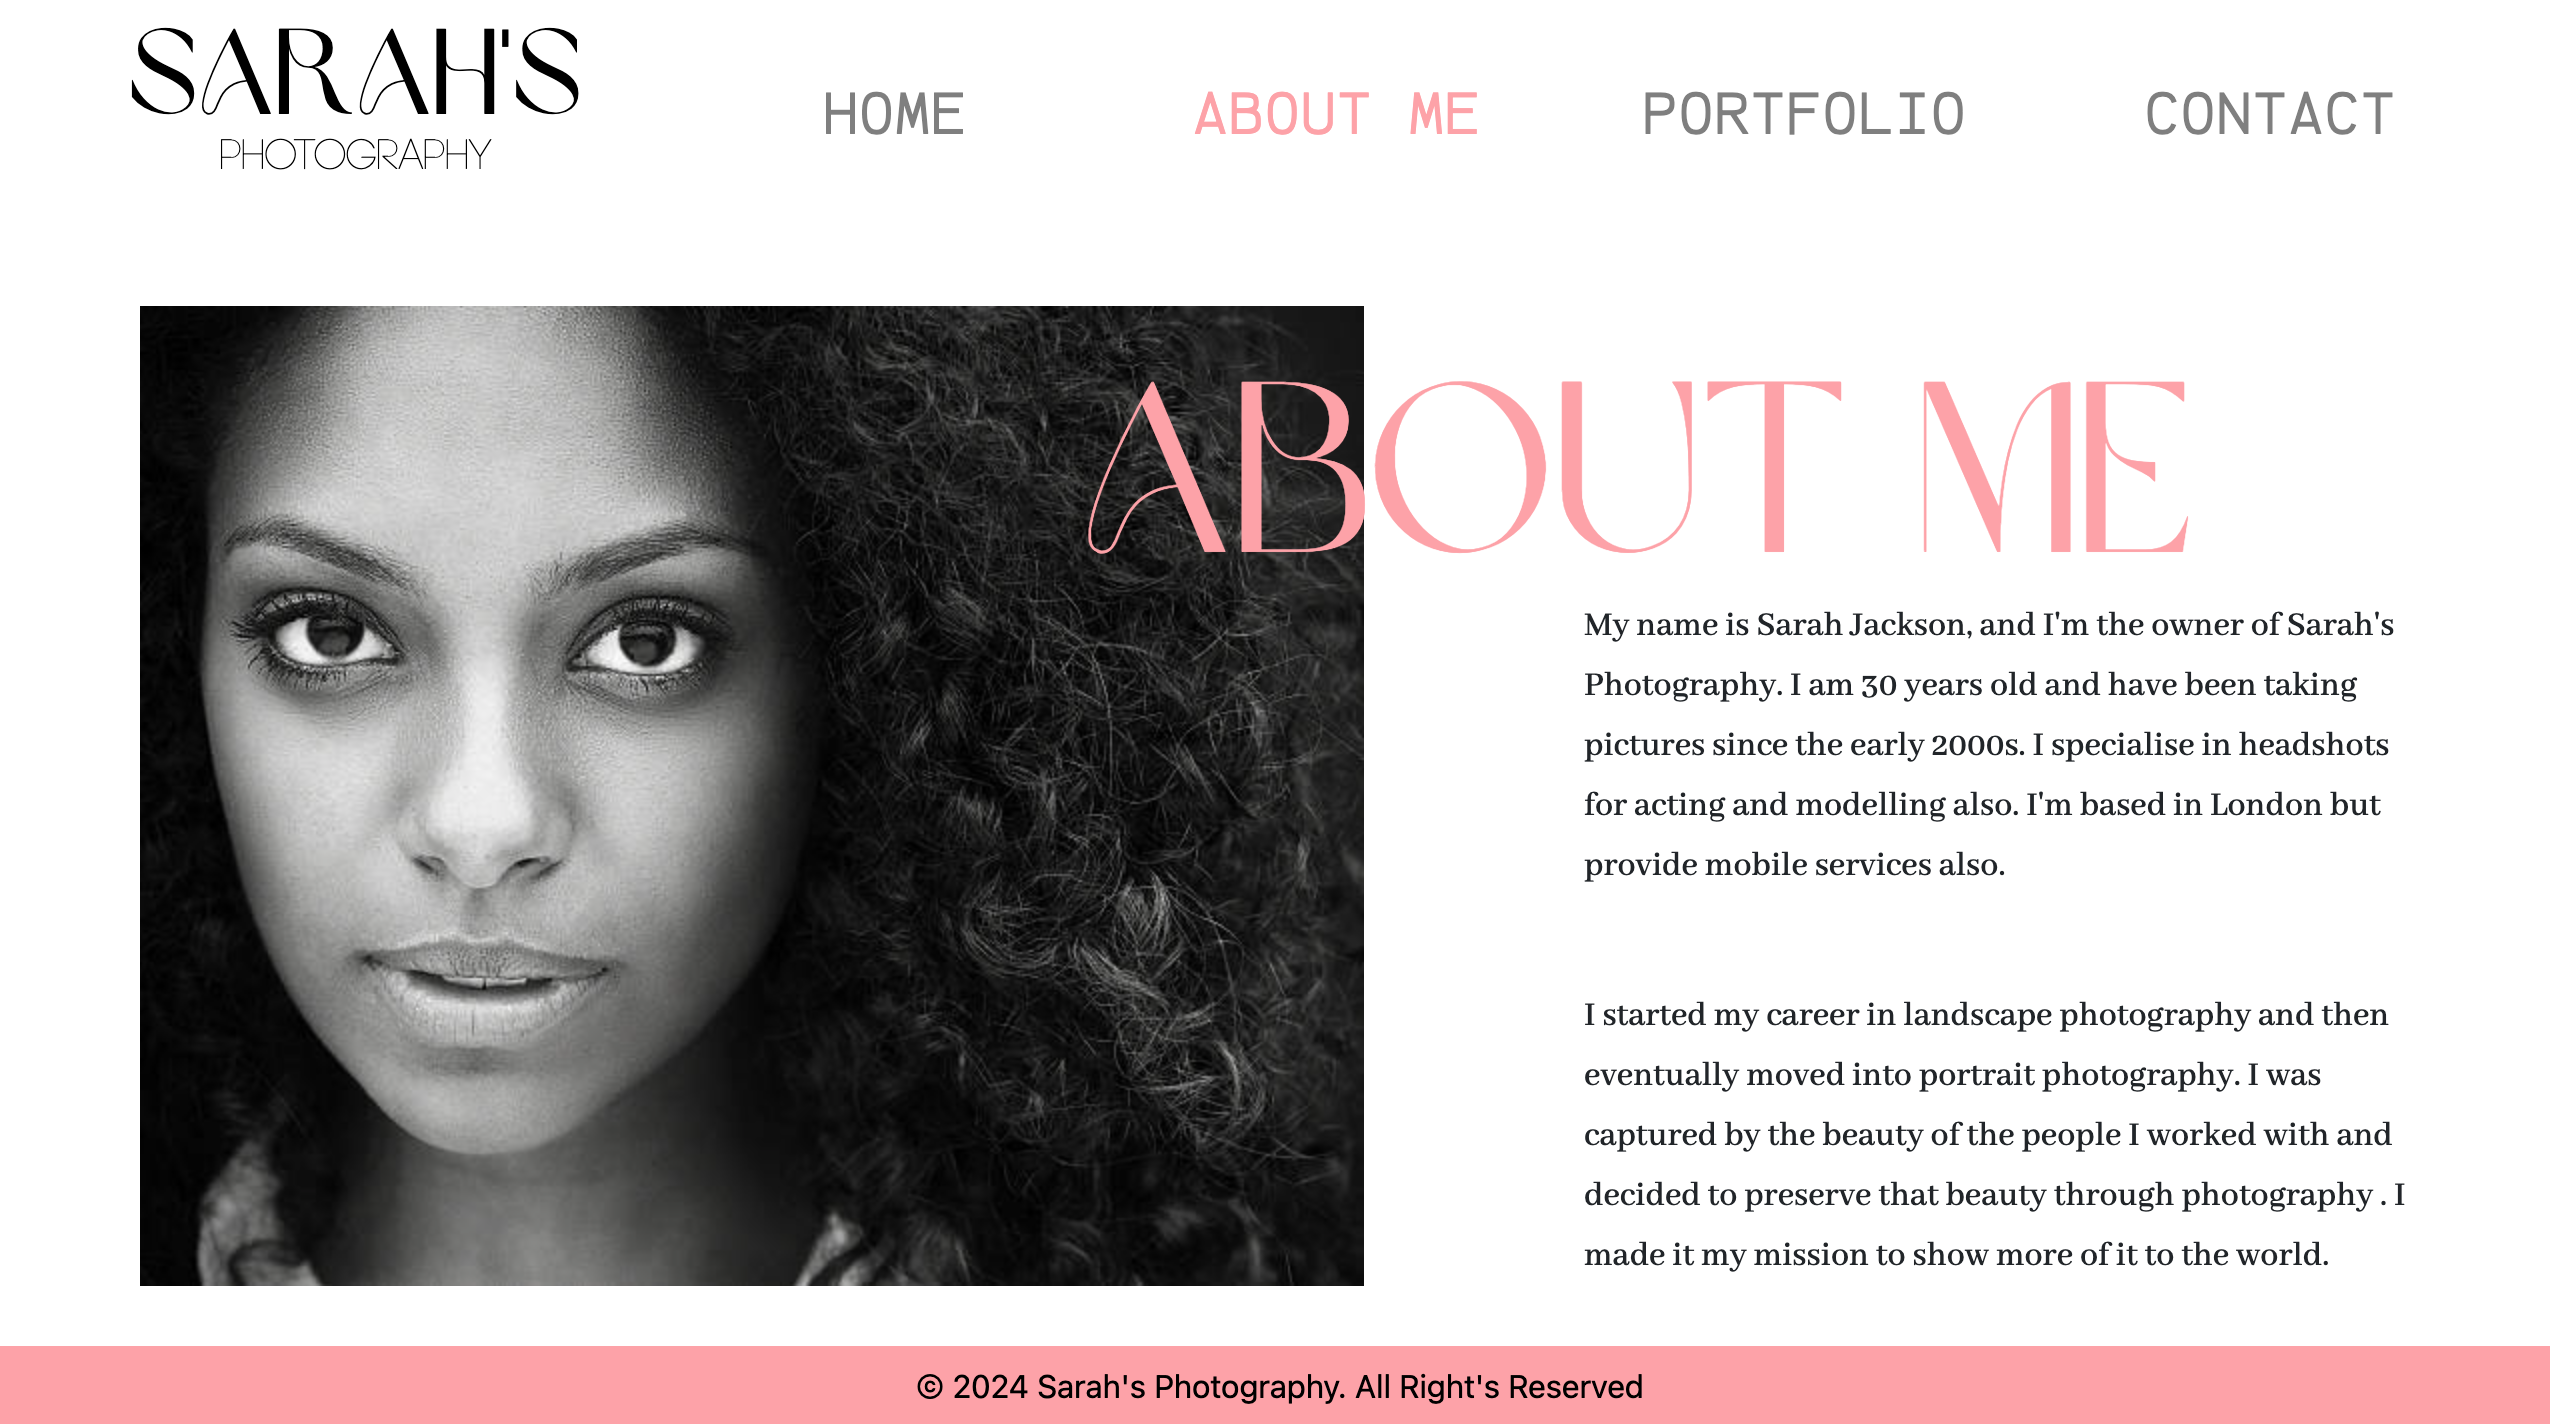 SARAH'S
PHOTOGRAPHY
HOME ABOUT ME PORTFOLIO CONTACT
ABOUT ME
My name is Sarah Jackson, and I'm the owner of Sarah's
Photography. I am 30 years old and have been taking
pictures since the early 2000s. I specialise in headshots
for acting and modelling also. I'm based in London but
provide mobile services also.
I started my career in landscape photography and then
eventually moved into portrait photography. I was
captured by the beauty of the people I worked with and
decided to preserve that beauty through photography . I
made it my mission to show more of it to the world.
© 2024 Sarah's Photography. All Right's Reserved